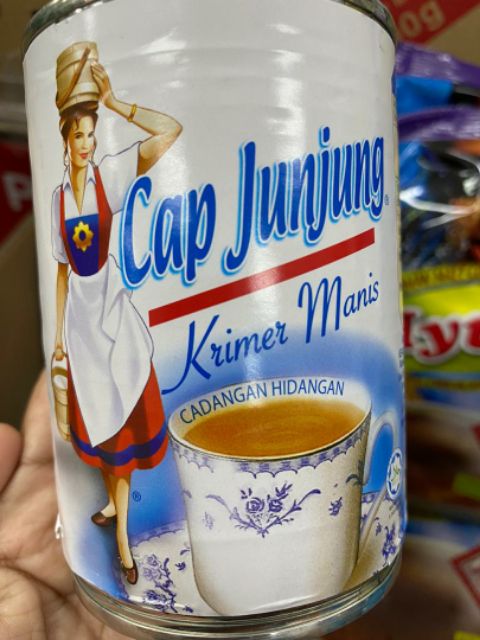 Cap Junjung®
Krimer Manis
CADANGAN HIDANGAN
®